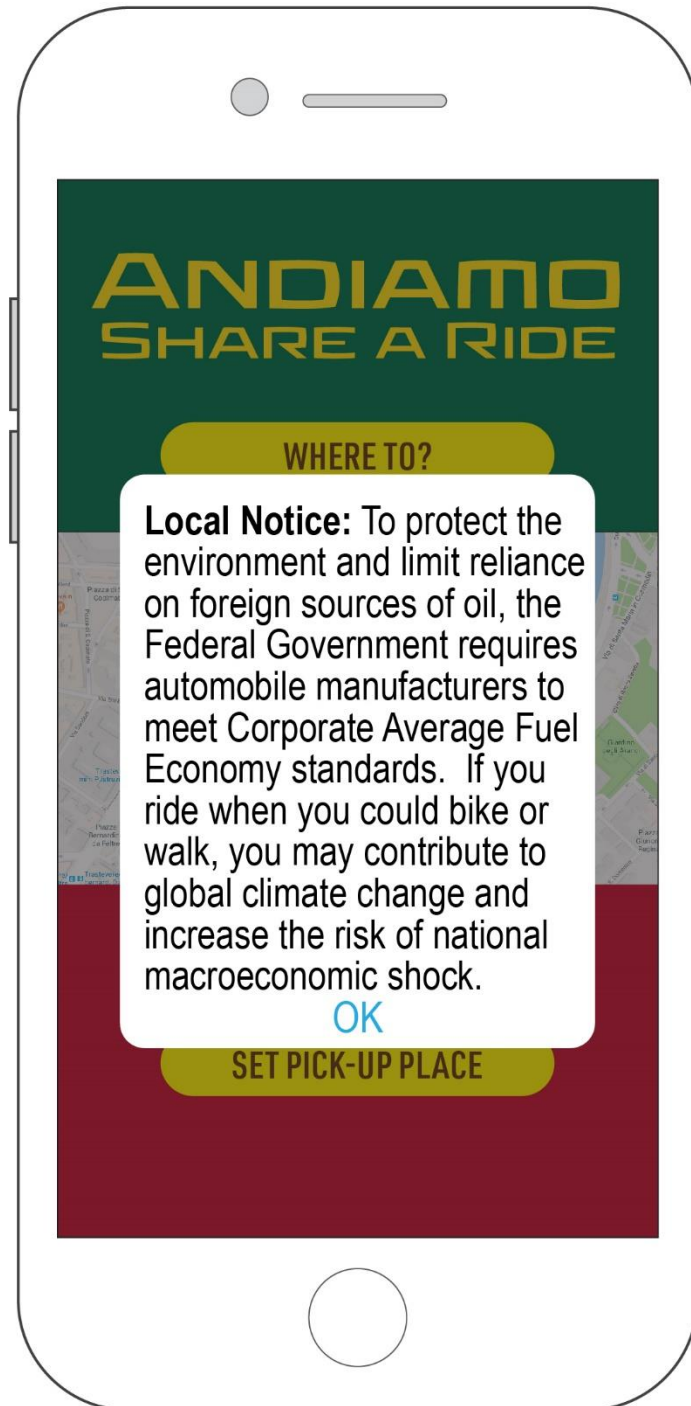 ANDIAMO
SHARE A RIDE
WHERE TO?
Local Notice: To protect the
environment and limit reliance
on foreign sources of oil, the
Federal Government requires
automobile manufacturers to
meet Corporate Average Fuel
Economy standards.  If you
ride when you could bike or
walk, you may contribute to
global climate change and
increase the risk of national
macroeconomic shock.
OK
SET PICK-UP PLACE